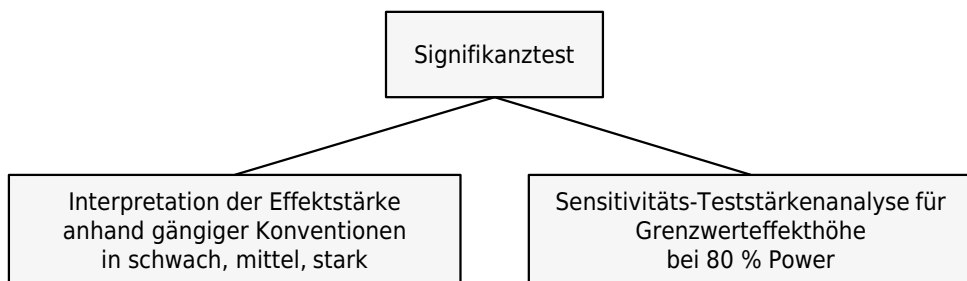 Signifikanztest
Interpretation der Effektstärke
anhand gängiger Konventionen
in schwach, mittel, stark
Sensitivitäts-Teststärkenanalyse für
Grenzwerteffekthöhe
bei 80 % Power